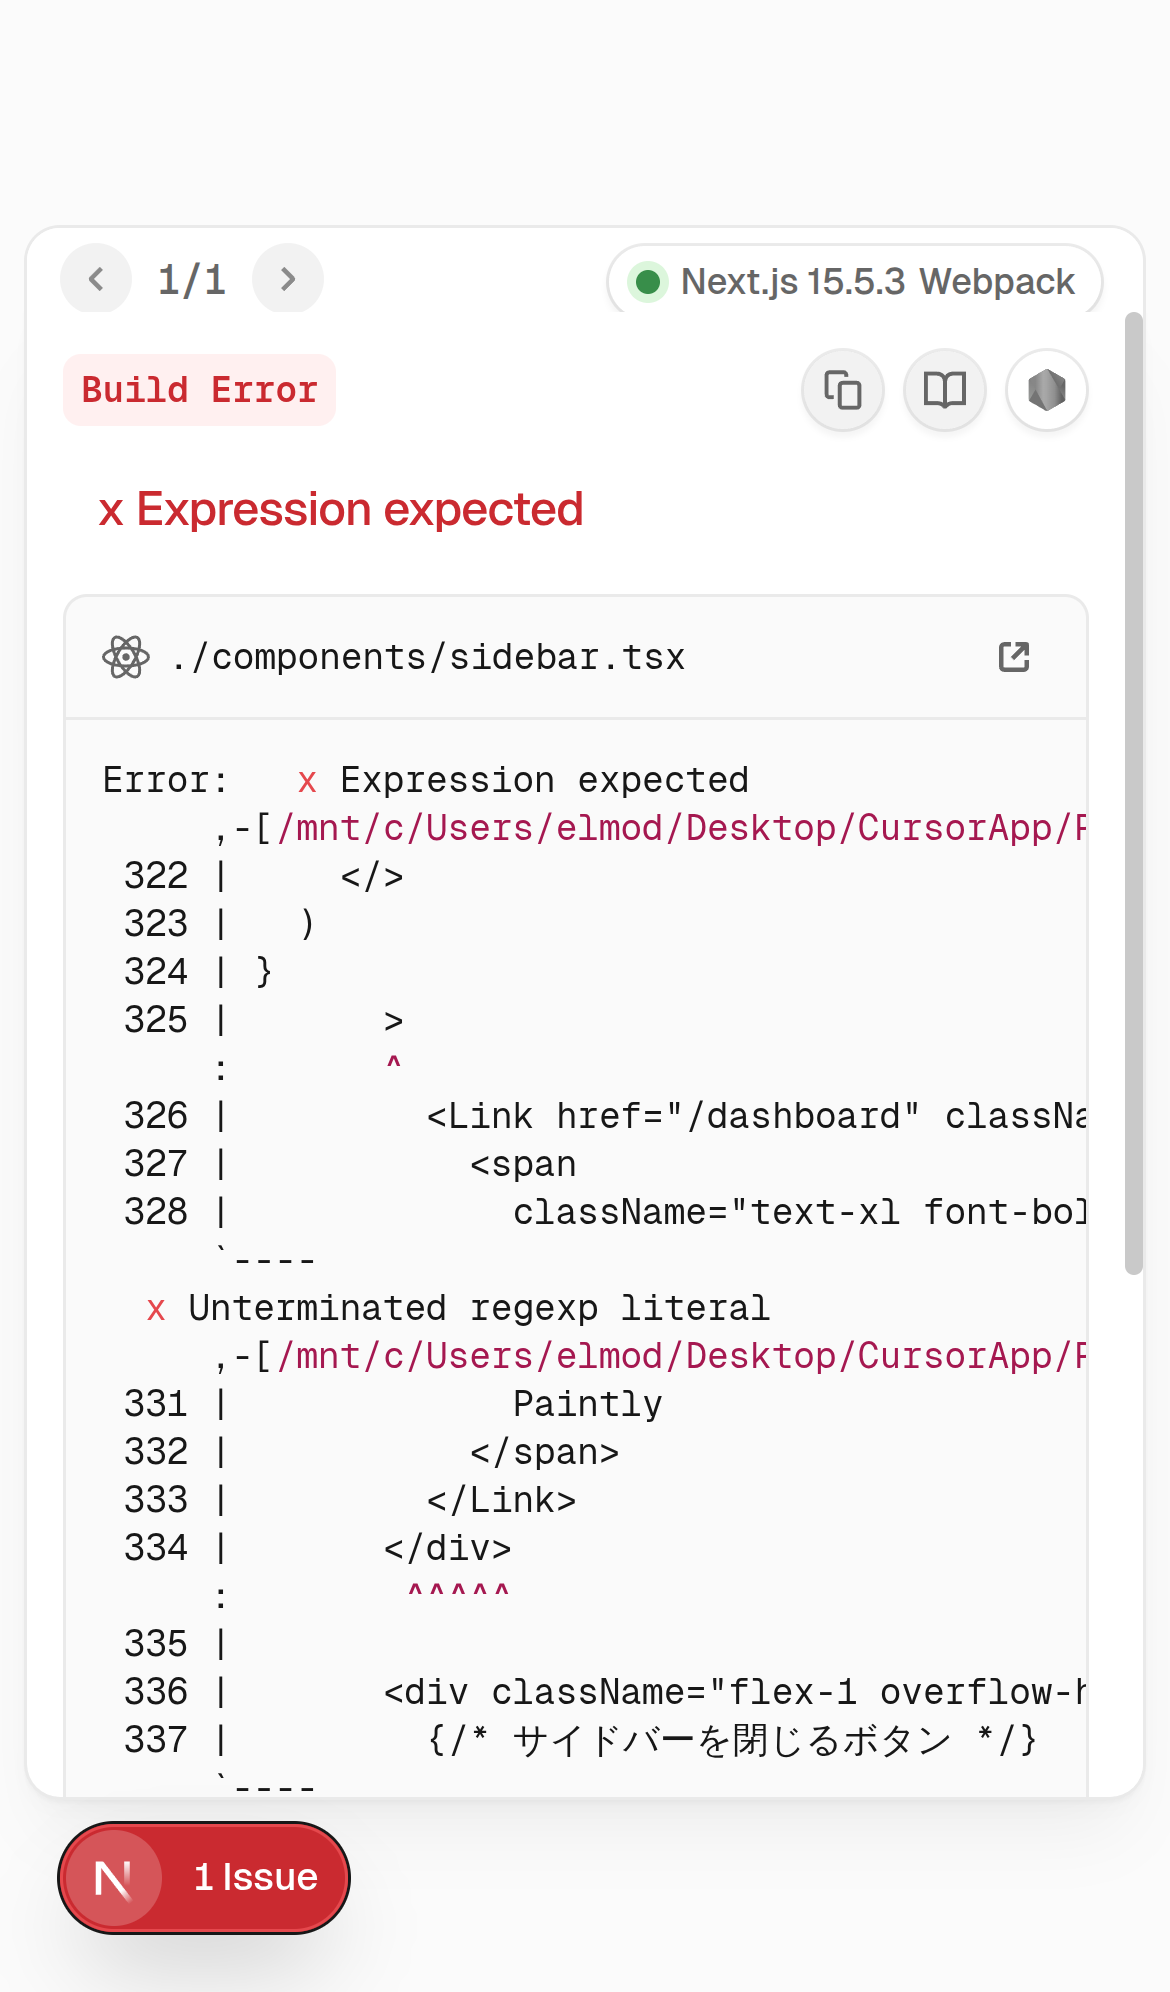 1/1
Next.js 15.5.3 Webpack
Build Error
x Expression expected
./components/sidebar.tsx
Error:   x Expression expected
     ,-[/mnt/c/Users/elmod/Desktop/CursorApp/
 322 |     </>
 323 |   )
 324 | }
 325 |       >
     :       ^
 326 |         <Link href="/dashboard" classNa
 327 |           <span
 328 |             className="text-xl font-bol
     `----
  x Unterminated regexp literal
     ,-[/mnt/c/Users/elmod/Desktop/CursorApp/
 331 |             Paintly
 332 |           </span>
 333 |         </Link>
 334 |       </div>
     :        ^^^^^
 335 |
 336 |       <div className="flex-1 overflow-h
 337 |         {/* サイドバーを閉じるボタン */}
     `----
N 1 Issue